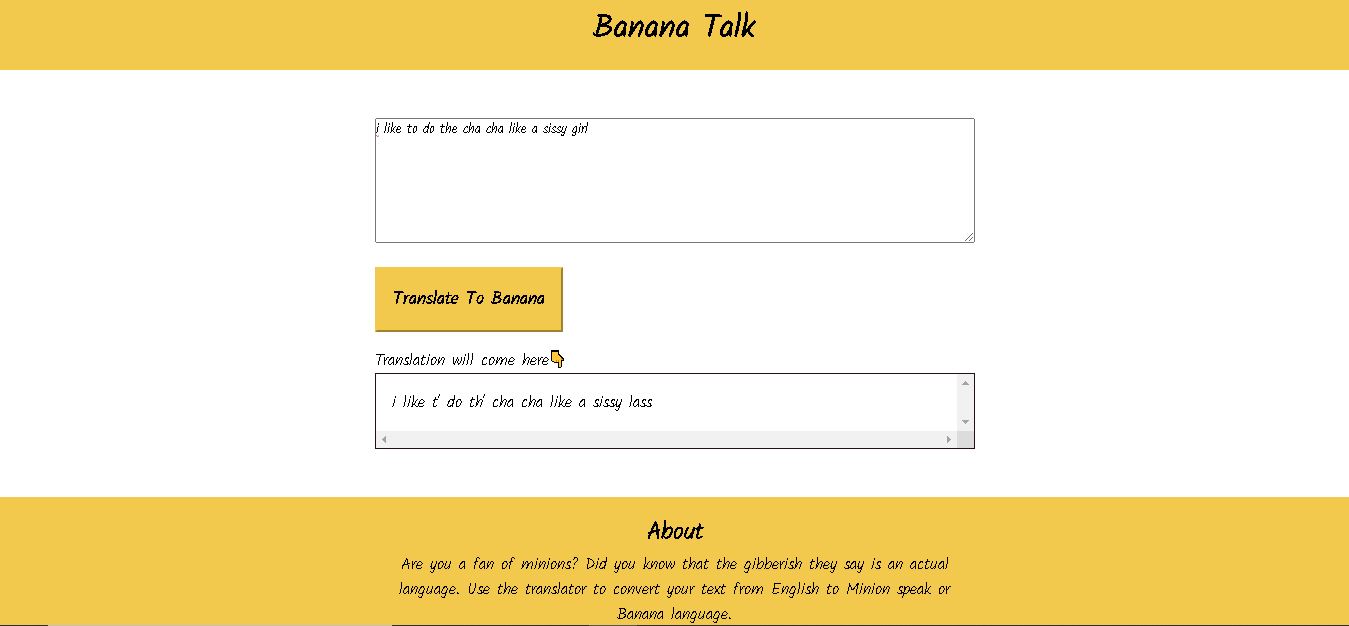 Banana Talk
i like to do the cha cha like a sissy girl
Translate To Banana
Translation will come here👇
i like t' do th' cha cha like a sissy lass
About
Are you a fan of minions? Did you know that the gibberish they say is an actual
language. Use the translator to convert your text from English to Minion speak or
Banana language.